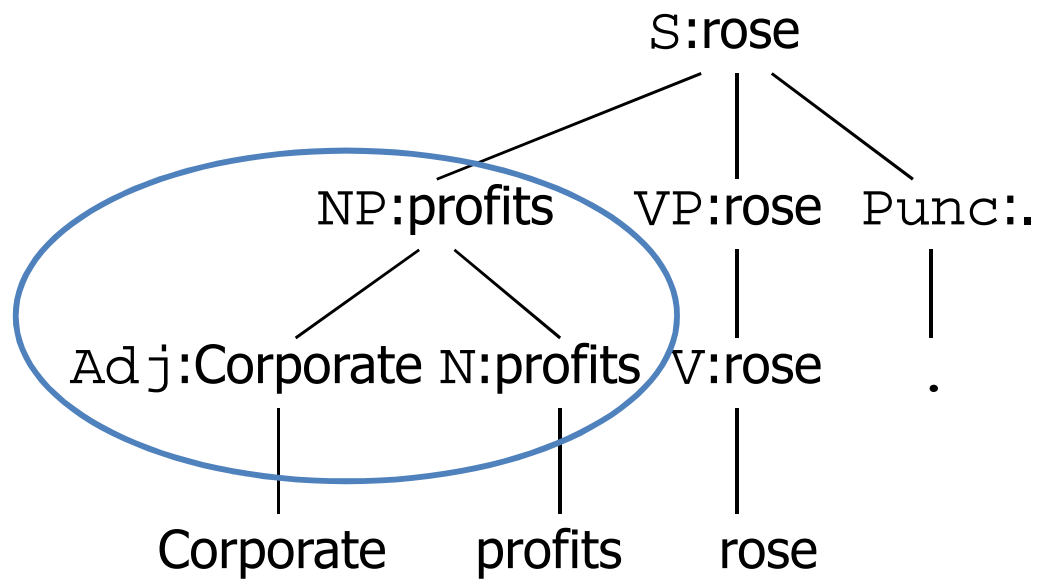 S:rose
NP:profits VP:rose Punc:.
Adj:Corporate N:profits V:rose .
Corporate profits rose